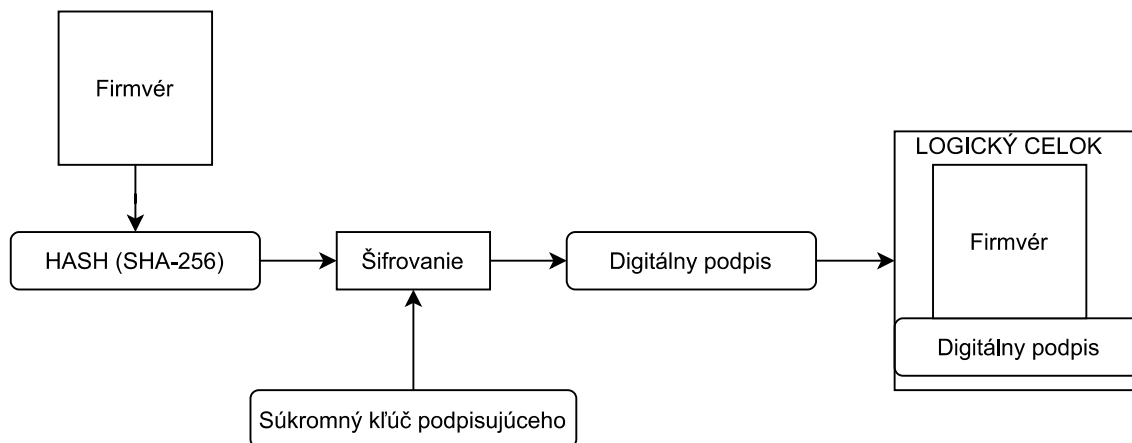 Firmvér
LOGICKÝ CELOK
Firmvér
HASH (SHA-256)
Šifrovanie
Digitálny podpis
Digitálny podpis
Súkromný kľúč podpisujúceho